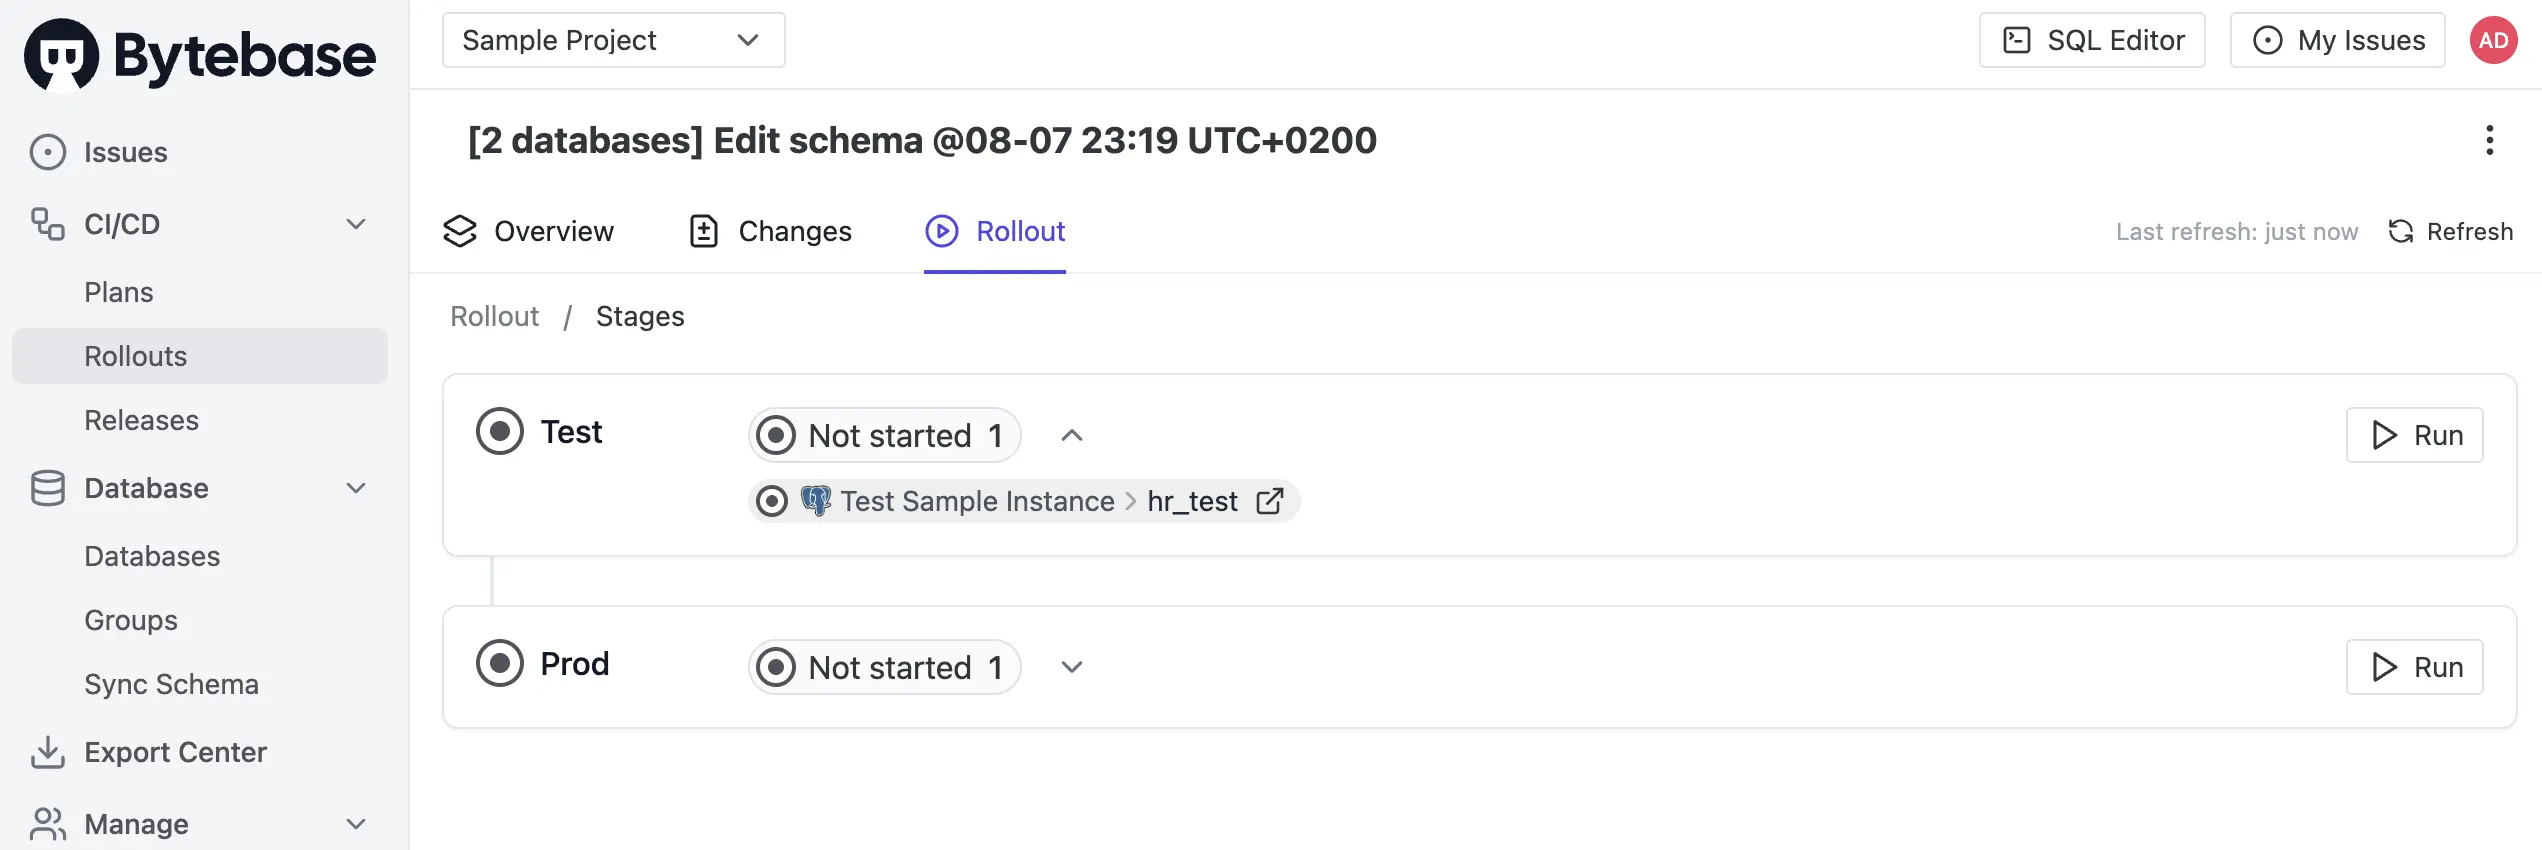 Bytebase
Sample Project
SQL Editor
My Issues
AD
Issues
CI/CD
Plans
Rollouts
Releases
Database
Databases
Groups
Sync Schema
Export Center
Manage
[2 databases] Edit schema @08-07 23:19 UTC+0200
Overview
Changes
Rollout
Last refresh: just now
Refresh
Rollout / Stages
Test
Not started 1
Run
Test Sample Instance > hr_test
Prod
Not started 1
Run